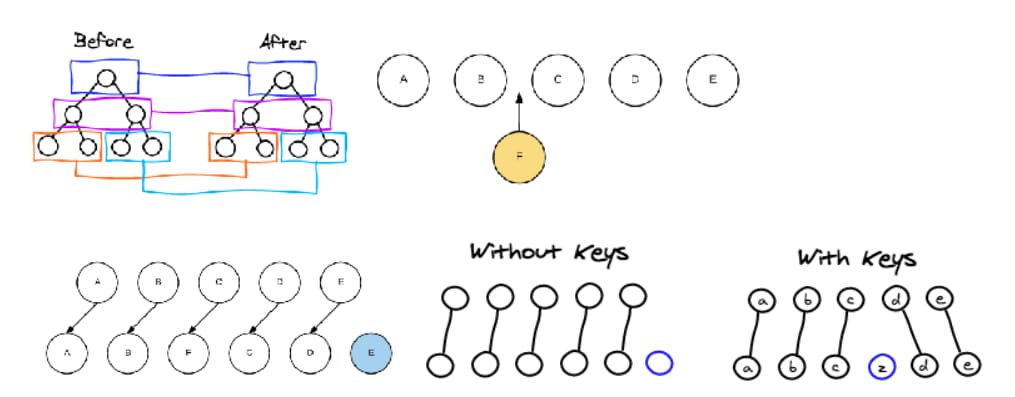 Before After
A B C D E
F
A B C D E
A B F C D E
Without Keys
With Keys
a b c d e
a b c z d e